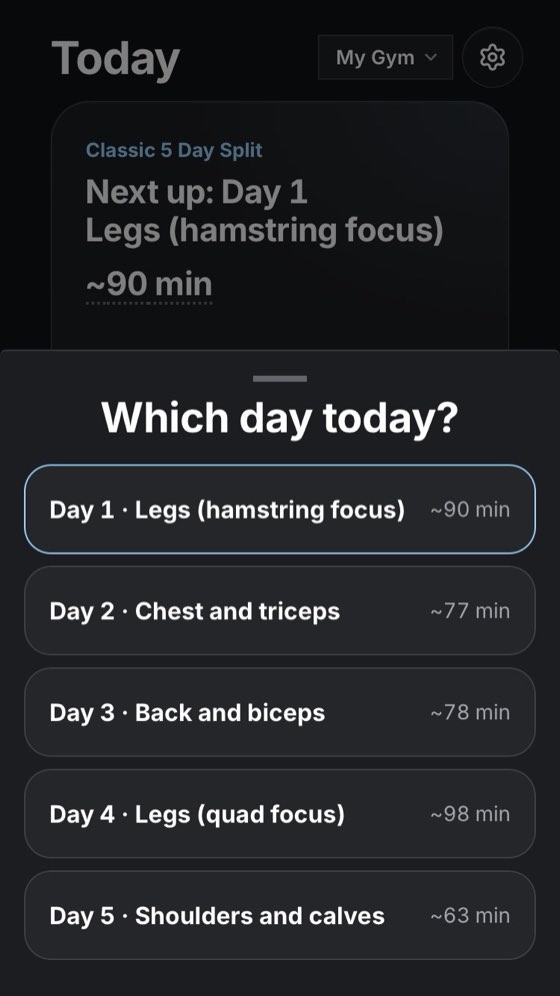 Today
My Gym
Classic 5 Day Split
Next up: Day 1
Legs (hamstring focus)
~90 min
Which day today?
Day 1 · Legs (hamstring focus) ~90 min
Day 2 · Chest and triceps ~77 min
Day 3 · Back and biceps ~78 min
Day 4 · Legs (quad focus) ~98 min
Day 5 · Shoulders and calves ~63 min